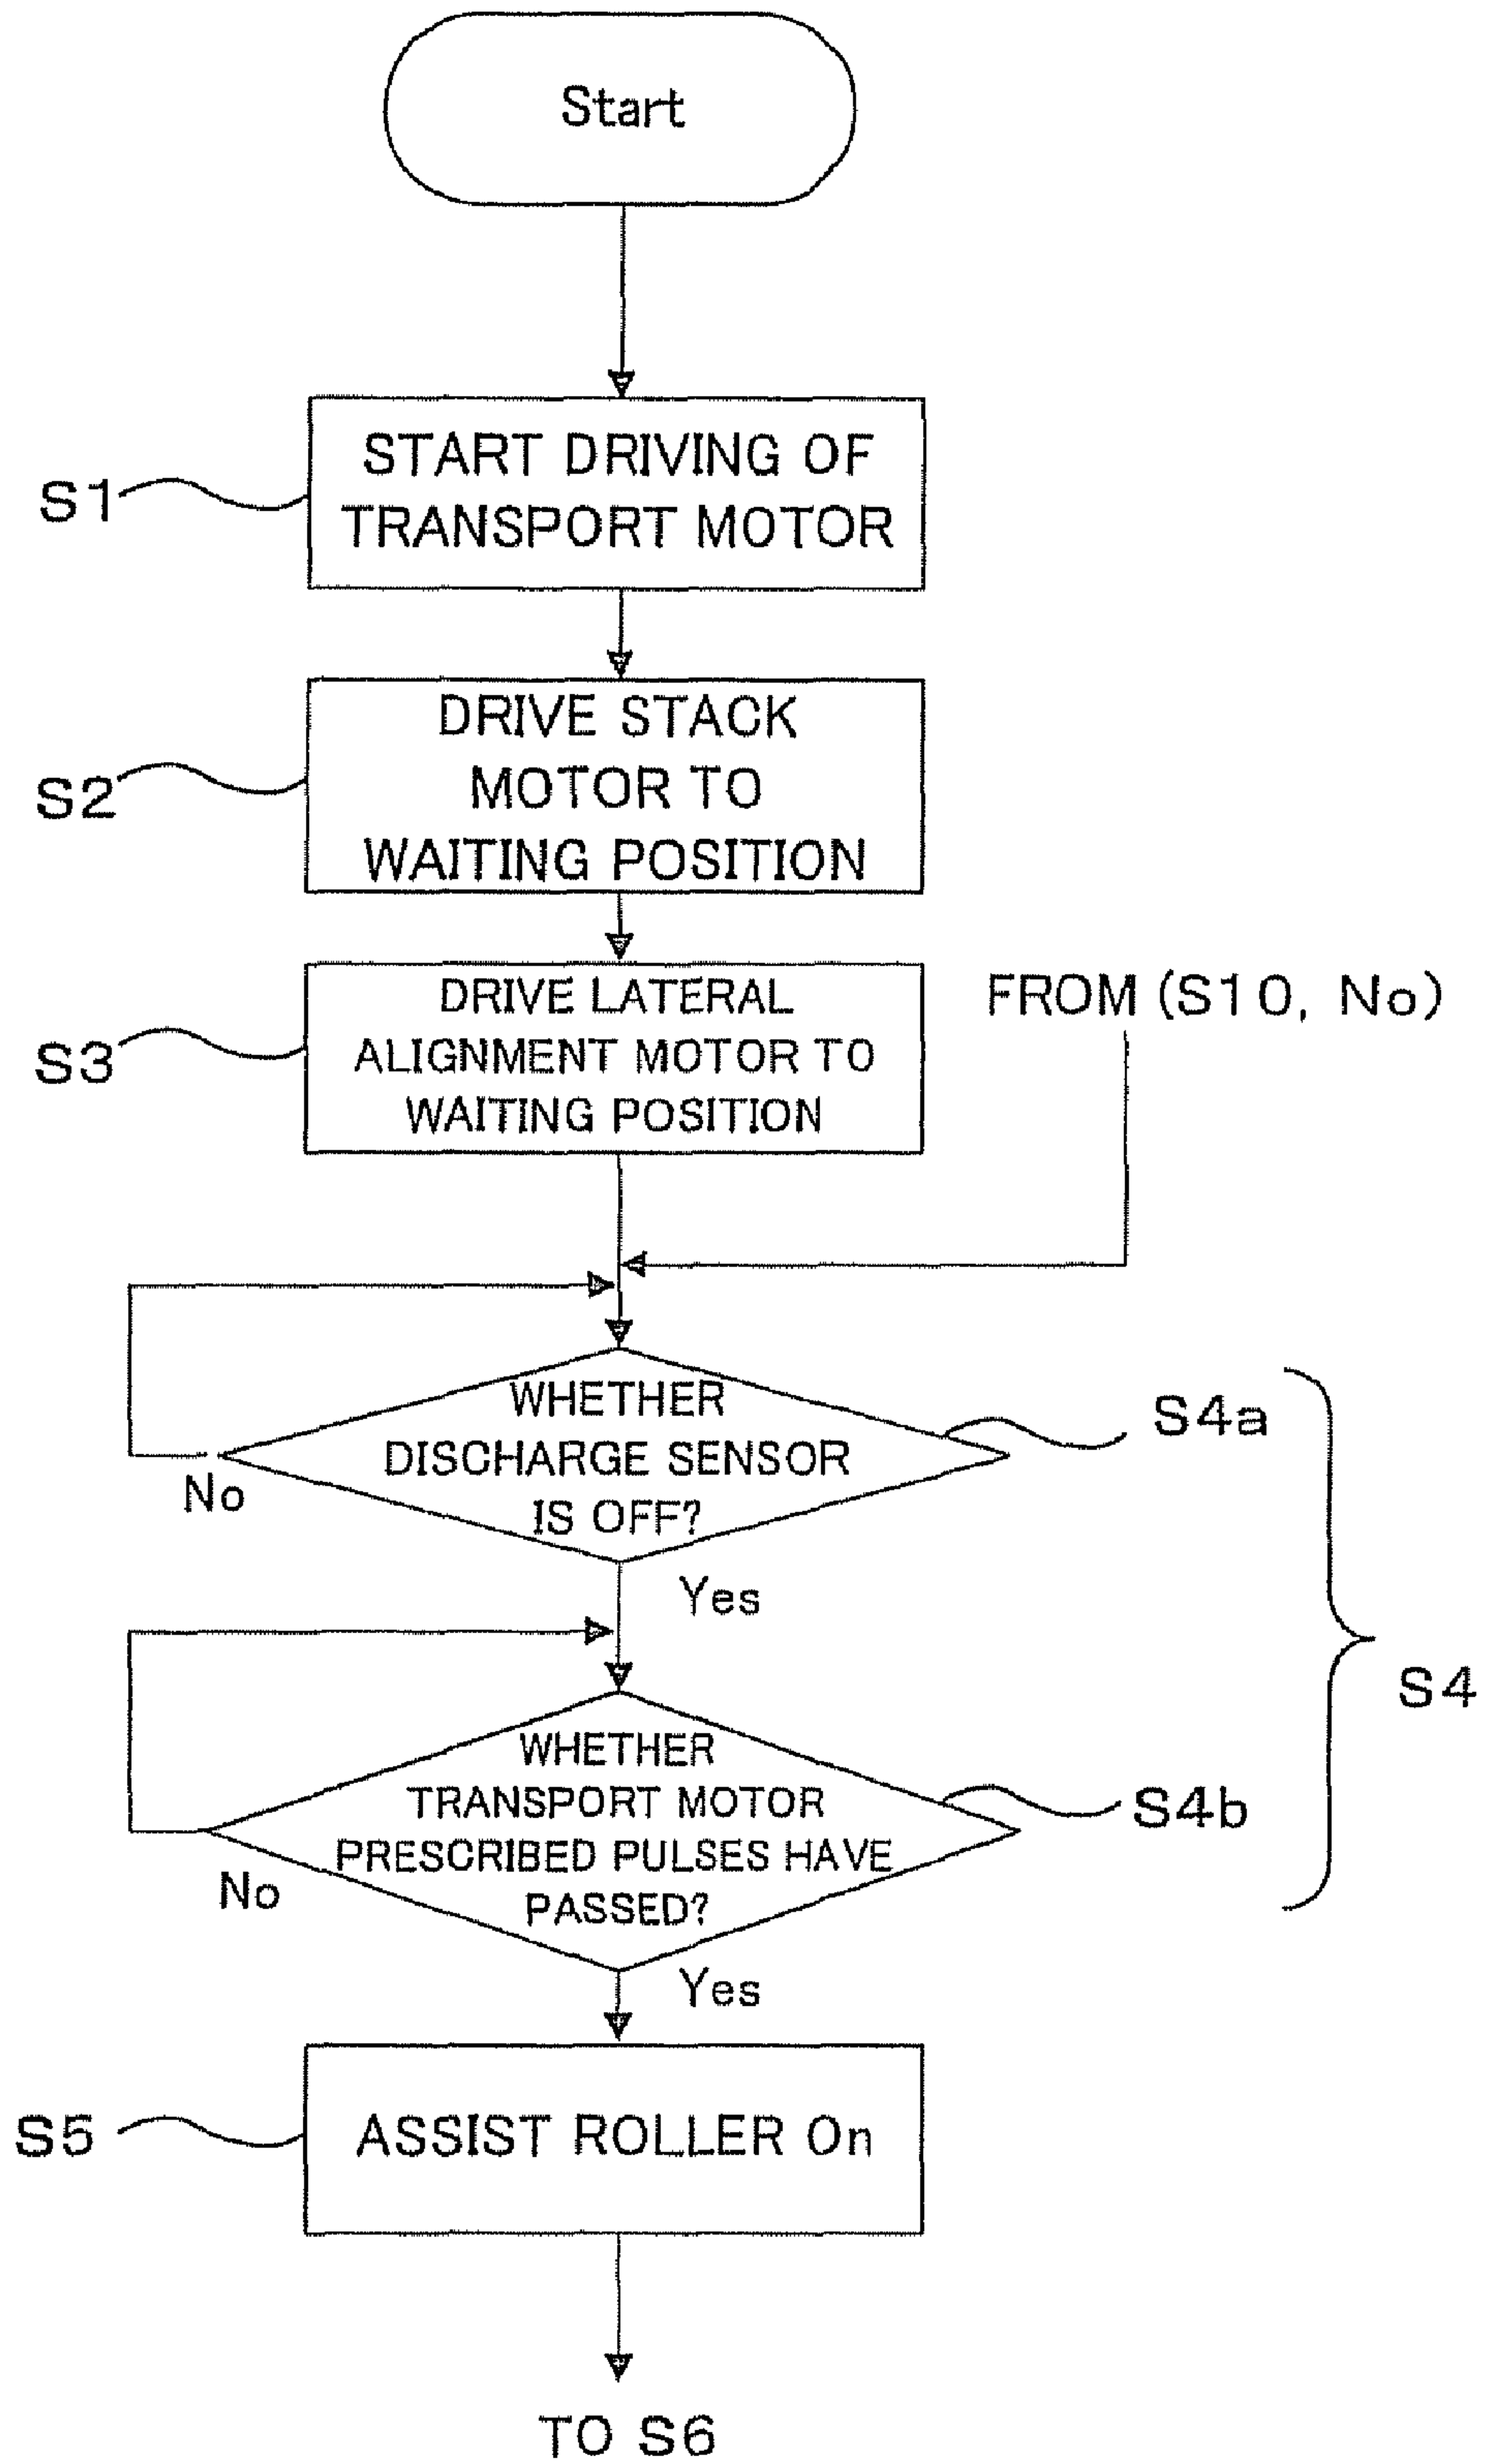 Start
START DRIVING OF
TRANSPORT MOTOR
S1
DRIVE STACK
MOTOR TO
WAITING POSITION
S2
DRIVE LATERAL
ALIGNMENT MOTOR TO
WAITING POSITION
S3
FROM (S10, No)
WHETHER
DISCHARGE SENSOR
IS OFF?
S4a
No
Yes
WHETHER
TRANSPORT MOTOR
PRESCRIBED PULSES HAVE
PASSED?
S4b
S4
No
Yes
ASSIST ROLLER On
S5
TO S6